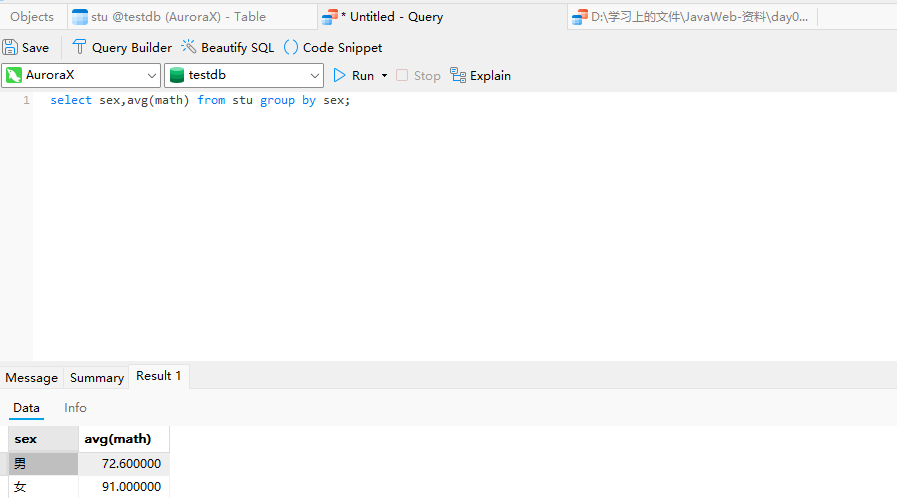 Objects stu @testdb (AuroraX) - Table * Untitled - Query D:\学习上的文件\JavaWeb-资料\day0...
Save Query Builder Beautify SQL () Code Snippet
AuroraX testdb Run Stop Explain
1 select sex,avg(math) from stu group by sex;
Message Summary Result 1
Data Info
sex avg(math)
男 72.600000
女 91.000000